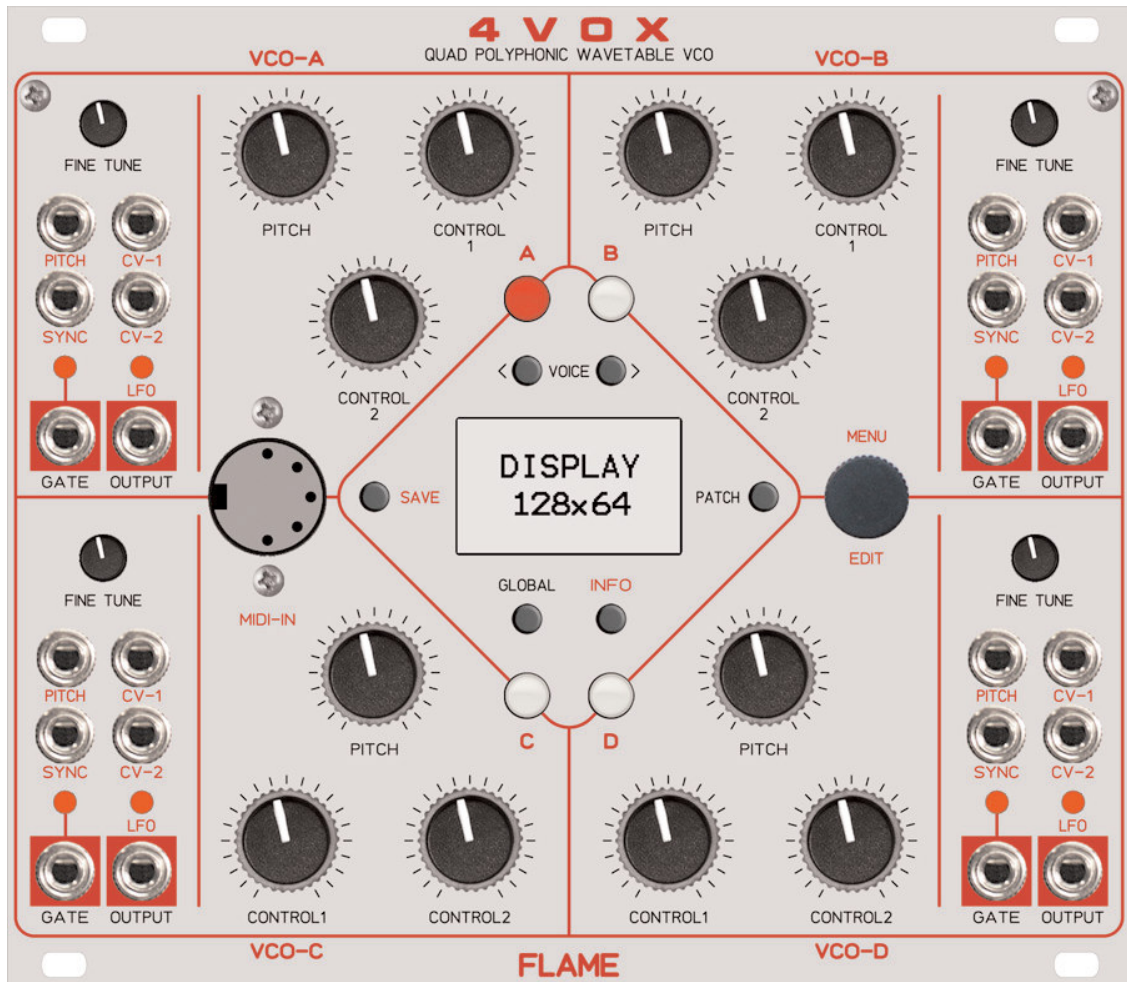 4 VOX
QUAD POLYPHONIC WAVETABLE VCO
VCO-A
VCO-B
FINE TUNE
PITCH
CV-1
SYNC
CV-2
LFO
GATE
OUTPUT
PITCH
CONTROL
1
CONTROL
2
PITCH
CONTROL
1
CONTROL
2
FINE TUNE
PITCH
CV-1
SYNC
CV-2
LFO
GATE
OUTPUT
A
B
< VOICE >
DISPLAY
128x64
SAVE
PATCH
MENU
EDIT
GLOBAL
INFO
C
D
MIDI-IN
FINE TUNE
PITCH
CV-1
SYNC
CV-2
LFO
GATE
OUTPUT
PITCH
CONTROL1
CONTROL2
PITCH
CONTROL1
CONTROL2
FINE TUNE
PITCH
CV-1
SYNC
CV-2
LFO
GATE
OUTPUT
VCO-C
VCO-D
FLAME